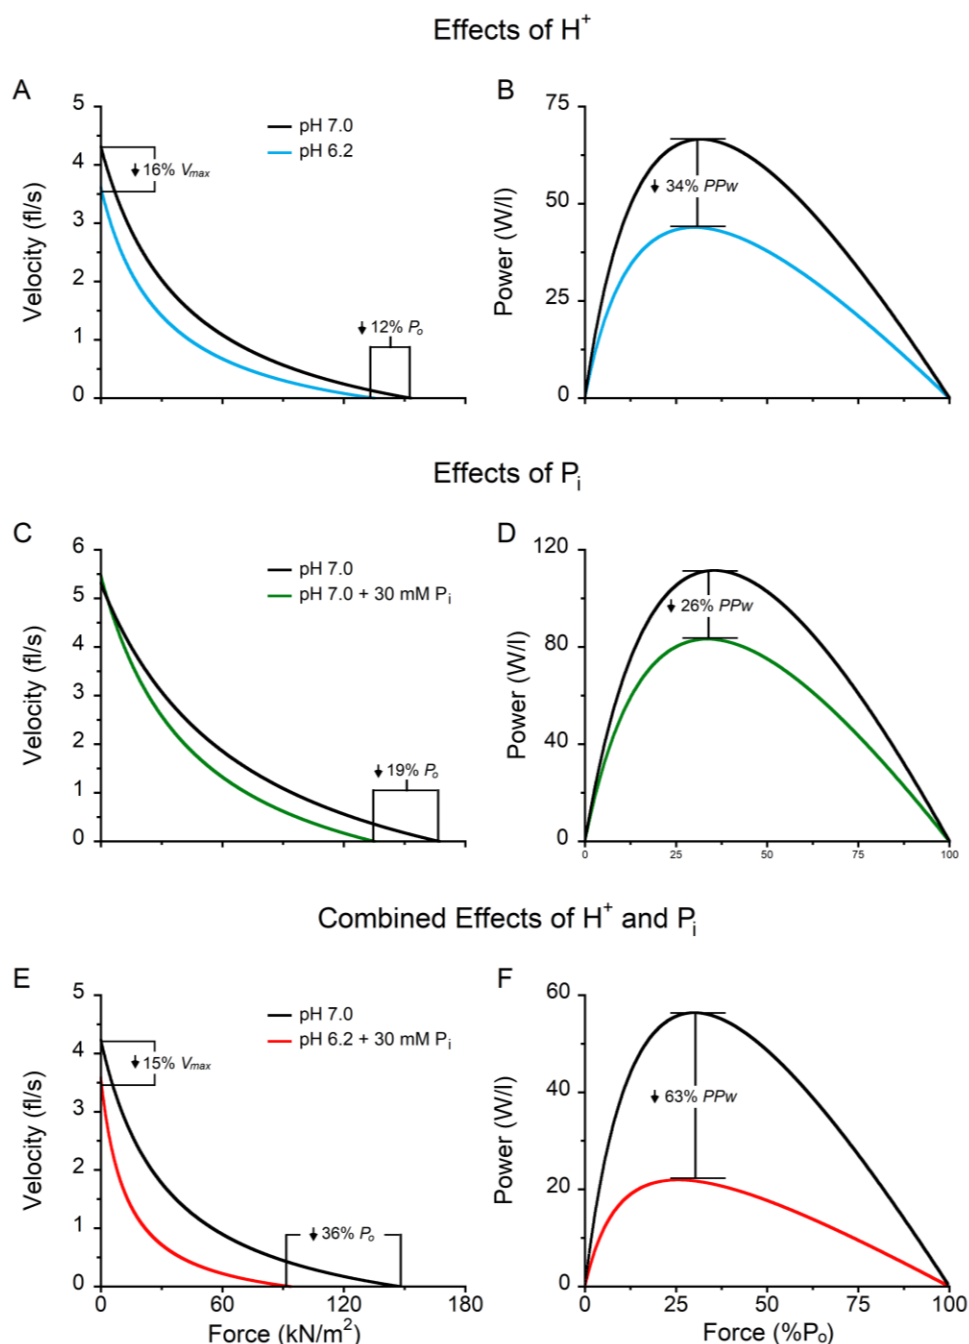 Effects of H⁺
A
5
4
3
2
1
0
Velocity (fl/s)
pH 7.0
pH 6.2
↓ 16% Vmax
↓ 12% Po
B
75
50
25
0
Power (W/l)
↓ 34% PPw
Effects of Pi
C
6
5
4
3
2
1
0
Velocity (fl/s)
pH 7.0
pH 7.0 + 30 mM Pi
↓ 19% Po
D
120
80
40
0
Power (W/l)
↓ 26% PPw
0 25 50 75 100
Combined Effects of H⁺ and Pi
E
5
4
3
2
1
0
Velocity (fl/s)
pH 7.0
pH 6.2 + 30 mM Pi
↓ 15% Vmax
↓ 36% Po
0 60 120 180
Force (kN/m²)
F
60
40
20
0
Power (W/l)
↓ 63% PPw
0 25 50 75 100
Force (%Po)